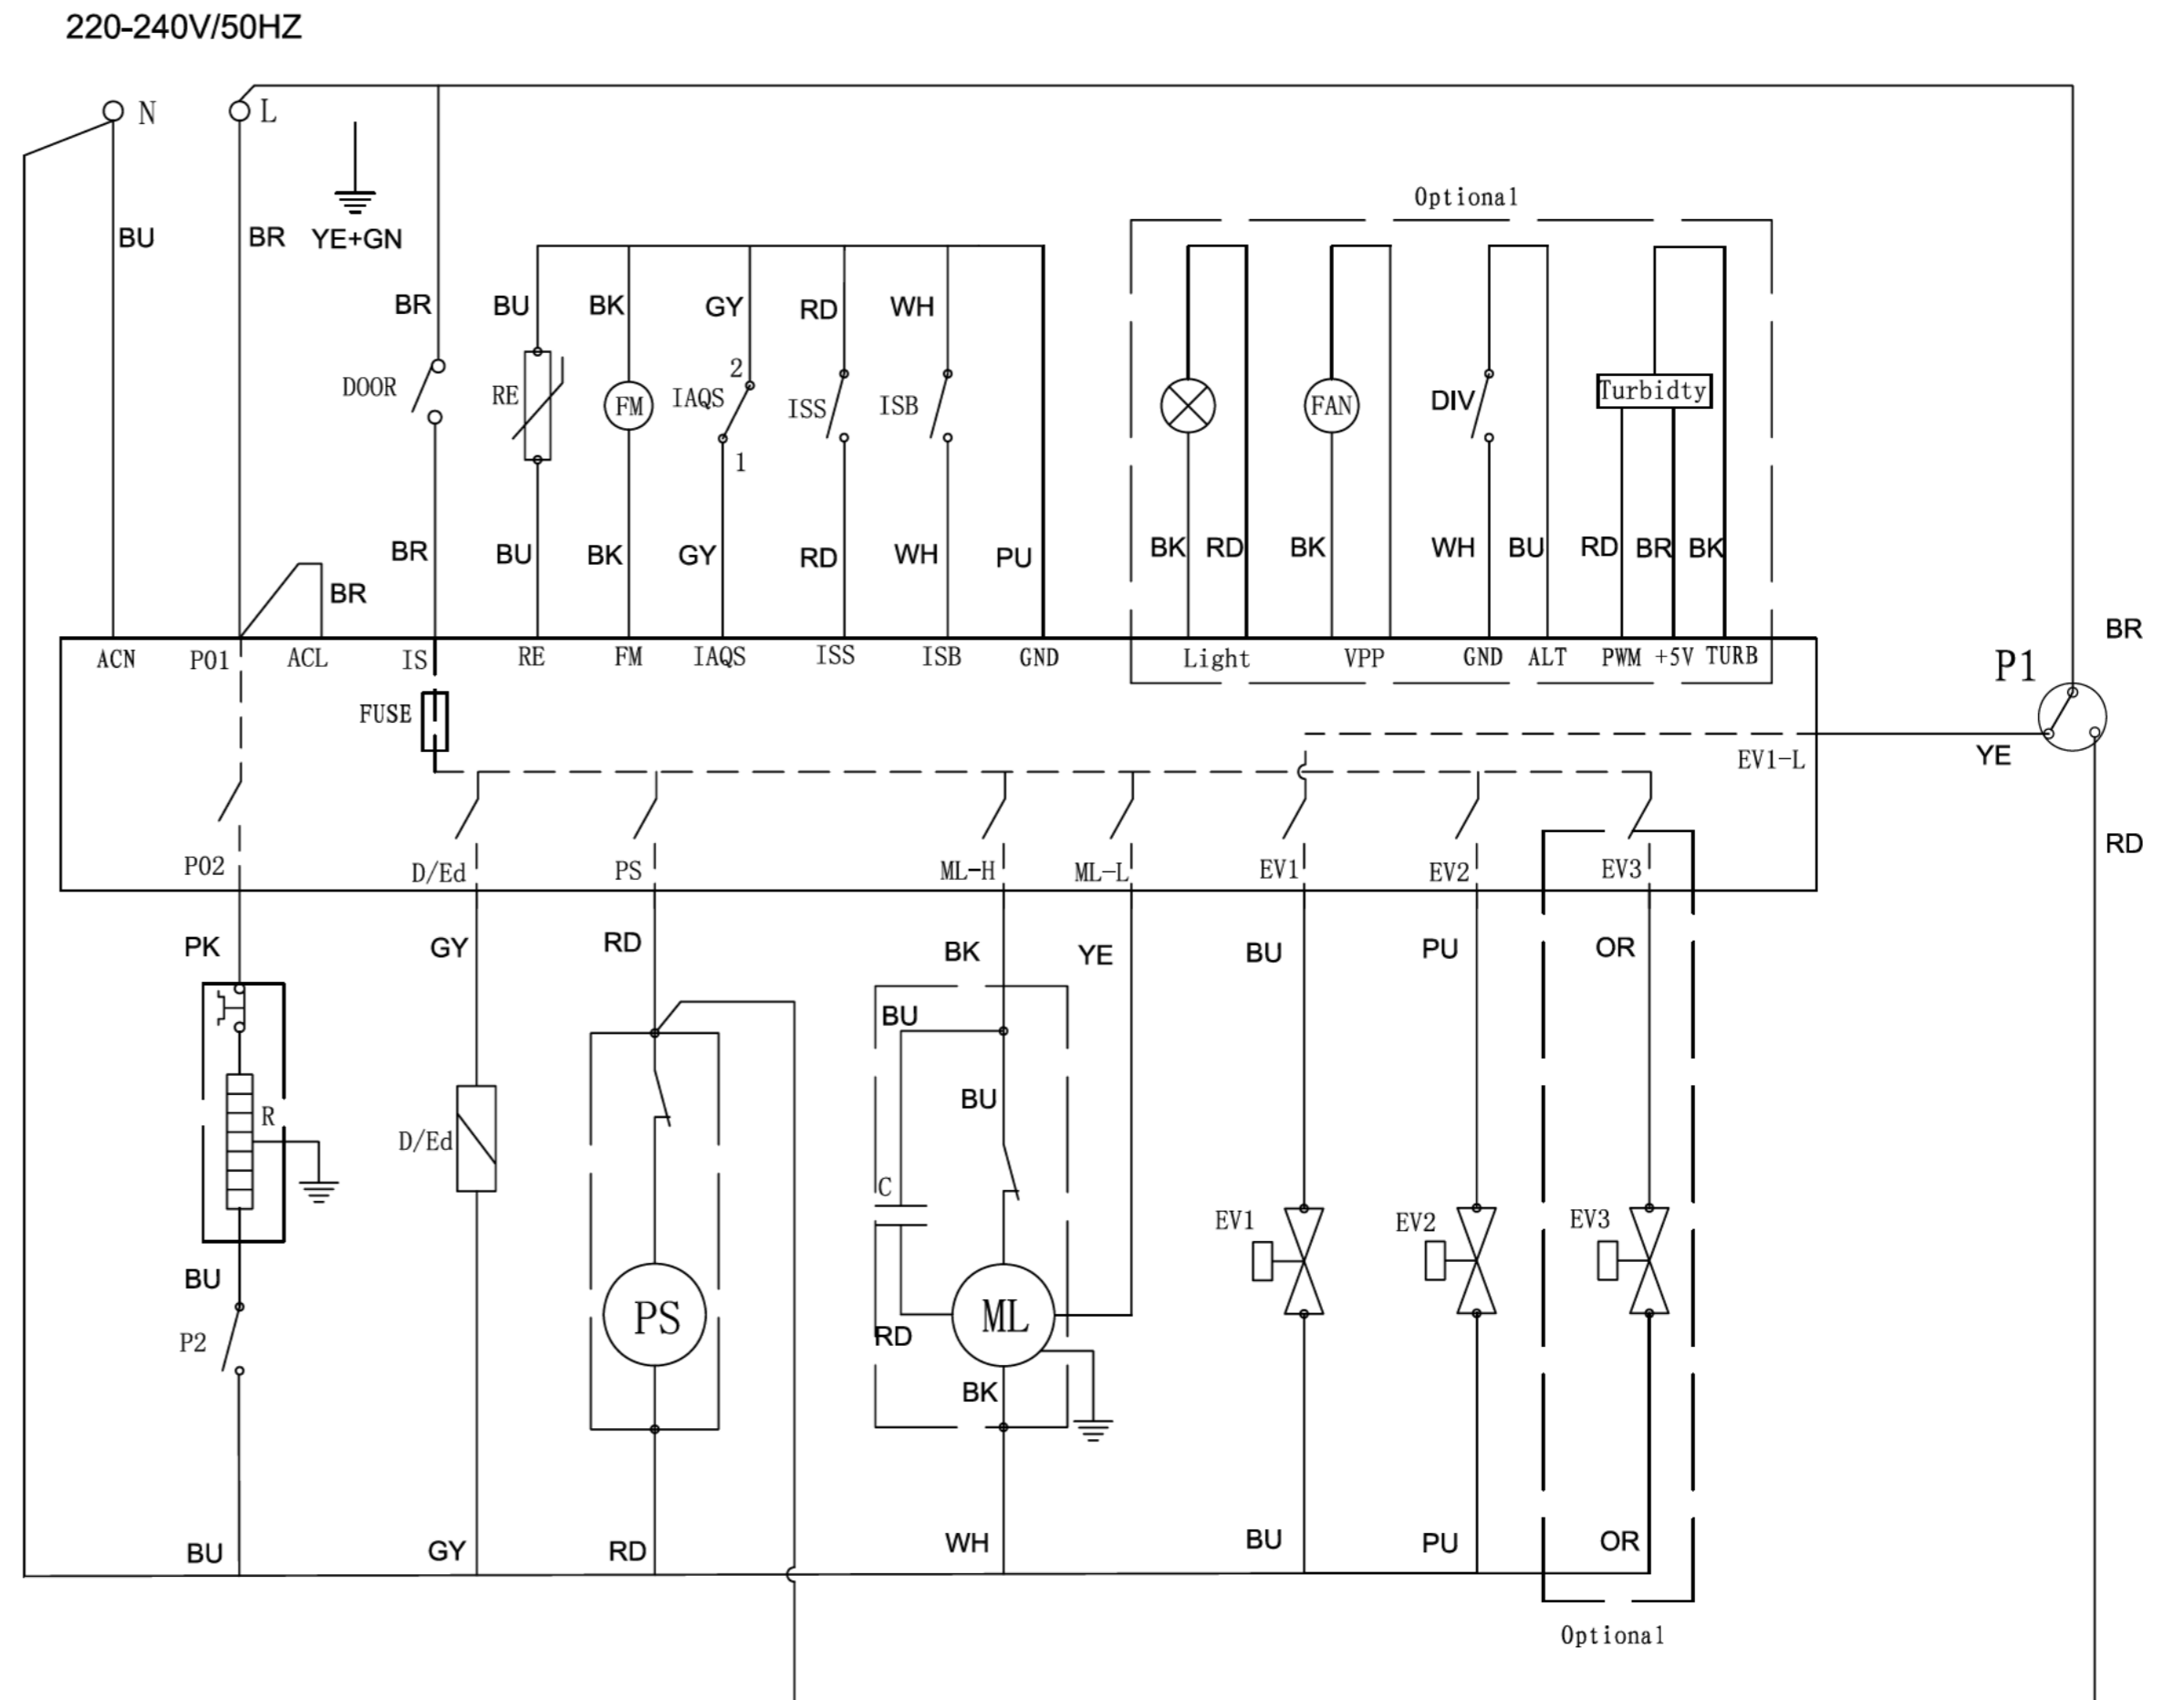 220-240V/50HZ
N
L
BU
BR
YE+GN
Optional
BR
BU
BK
GY
RD
WH
DOOR
RE
FM
IAQS
2
1
ISS
ISB
FAN
DIV
Turbidty
BR
BU
BK
GY
RD
WH
PU
BK
RD
BK
WH
BU
RD
BR
BK
BR
BR
ACN
PO1
ACL
IS
RE
FM
IAQS
ISS
ISB
GND
Light
VPP
GND
ALT
PWM
+5V
TURB
P1
FUSE
EV1-L
YE
RD
PO2
D/Ed
PS
ML-H
ML-L
EV1
EV2
EV3
PK
GY
RD
BK
YE
BU
PU
OR
BU
R
D/Ed
BU
C
EV1
EV2
EV3
BU
P2
PS
ML
RD
BK
BU
GY
RD
WH
BU
PU
OR
Optional